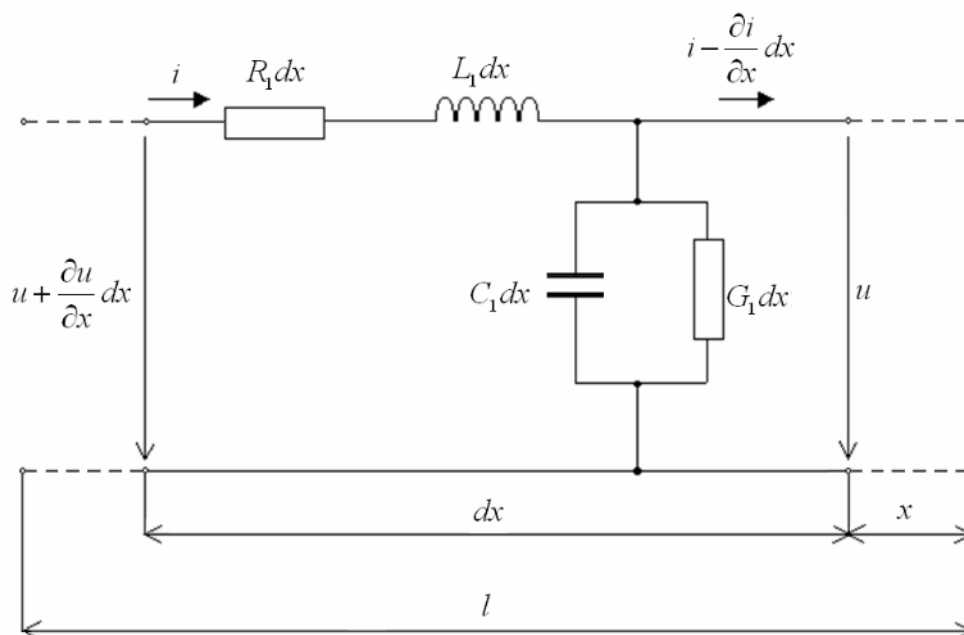 i
R₁dx
L₁dx
i − ∂i/∂x dx
u + ∂u/∂x dx
C₁dx
G₁dx
u
dx
x
l